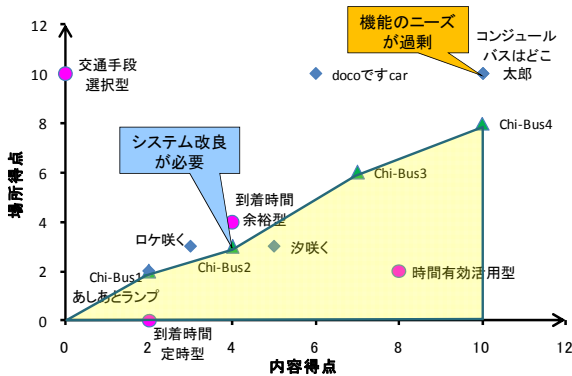 12
10
8
6
4
2
0
0
2
4
6
8
10
12
場所得点
内容得点
交通手段
選択型
機能のニーズ
が過剰
コンジュール
バスはどこ
太郎
docoですcar
システム改良
が必要
Chi-Bus4
Chi-Bus3
到着時間
余裕型
ロケ咲く
汐咲く
Chi-Bus2
Chi-Bus1
あしあとランプ
時間有効活用型
到着時間
定時型